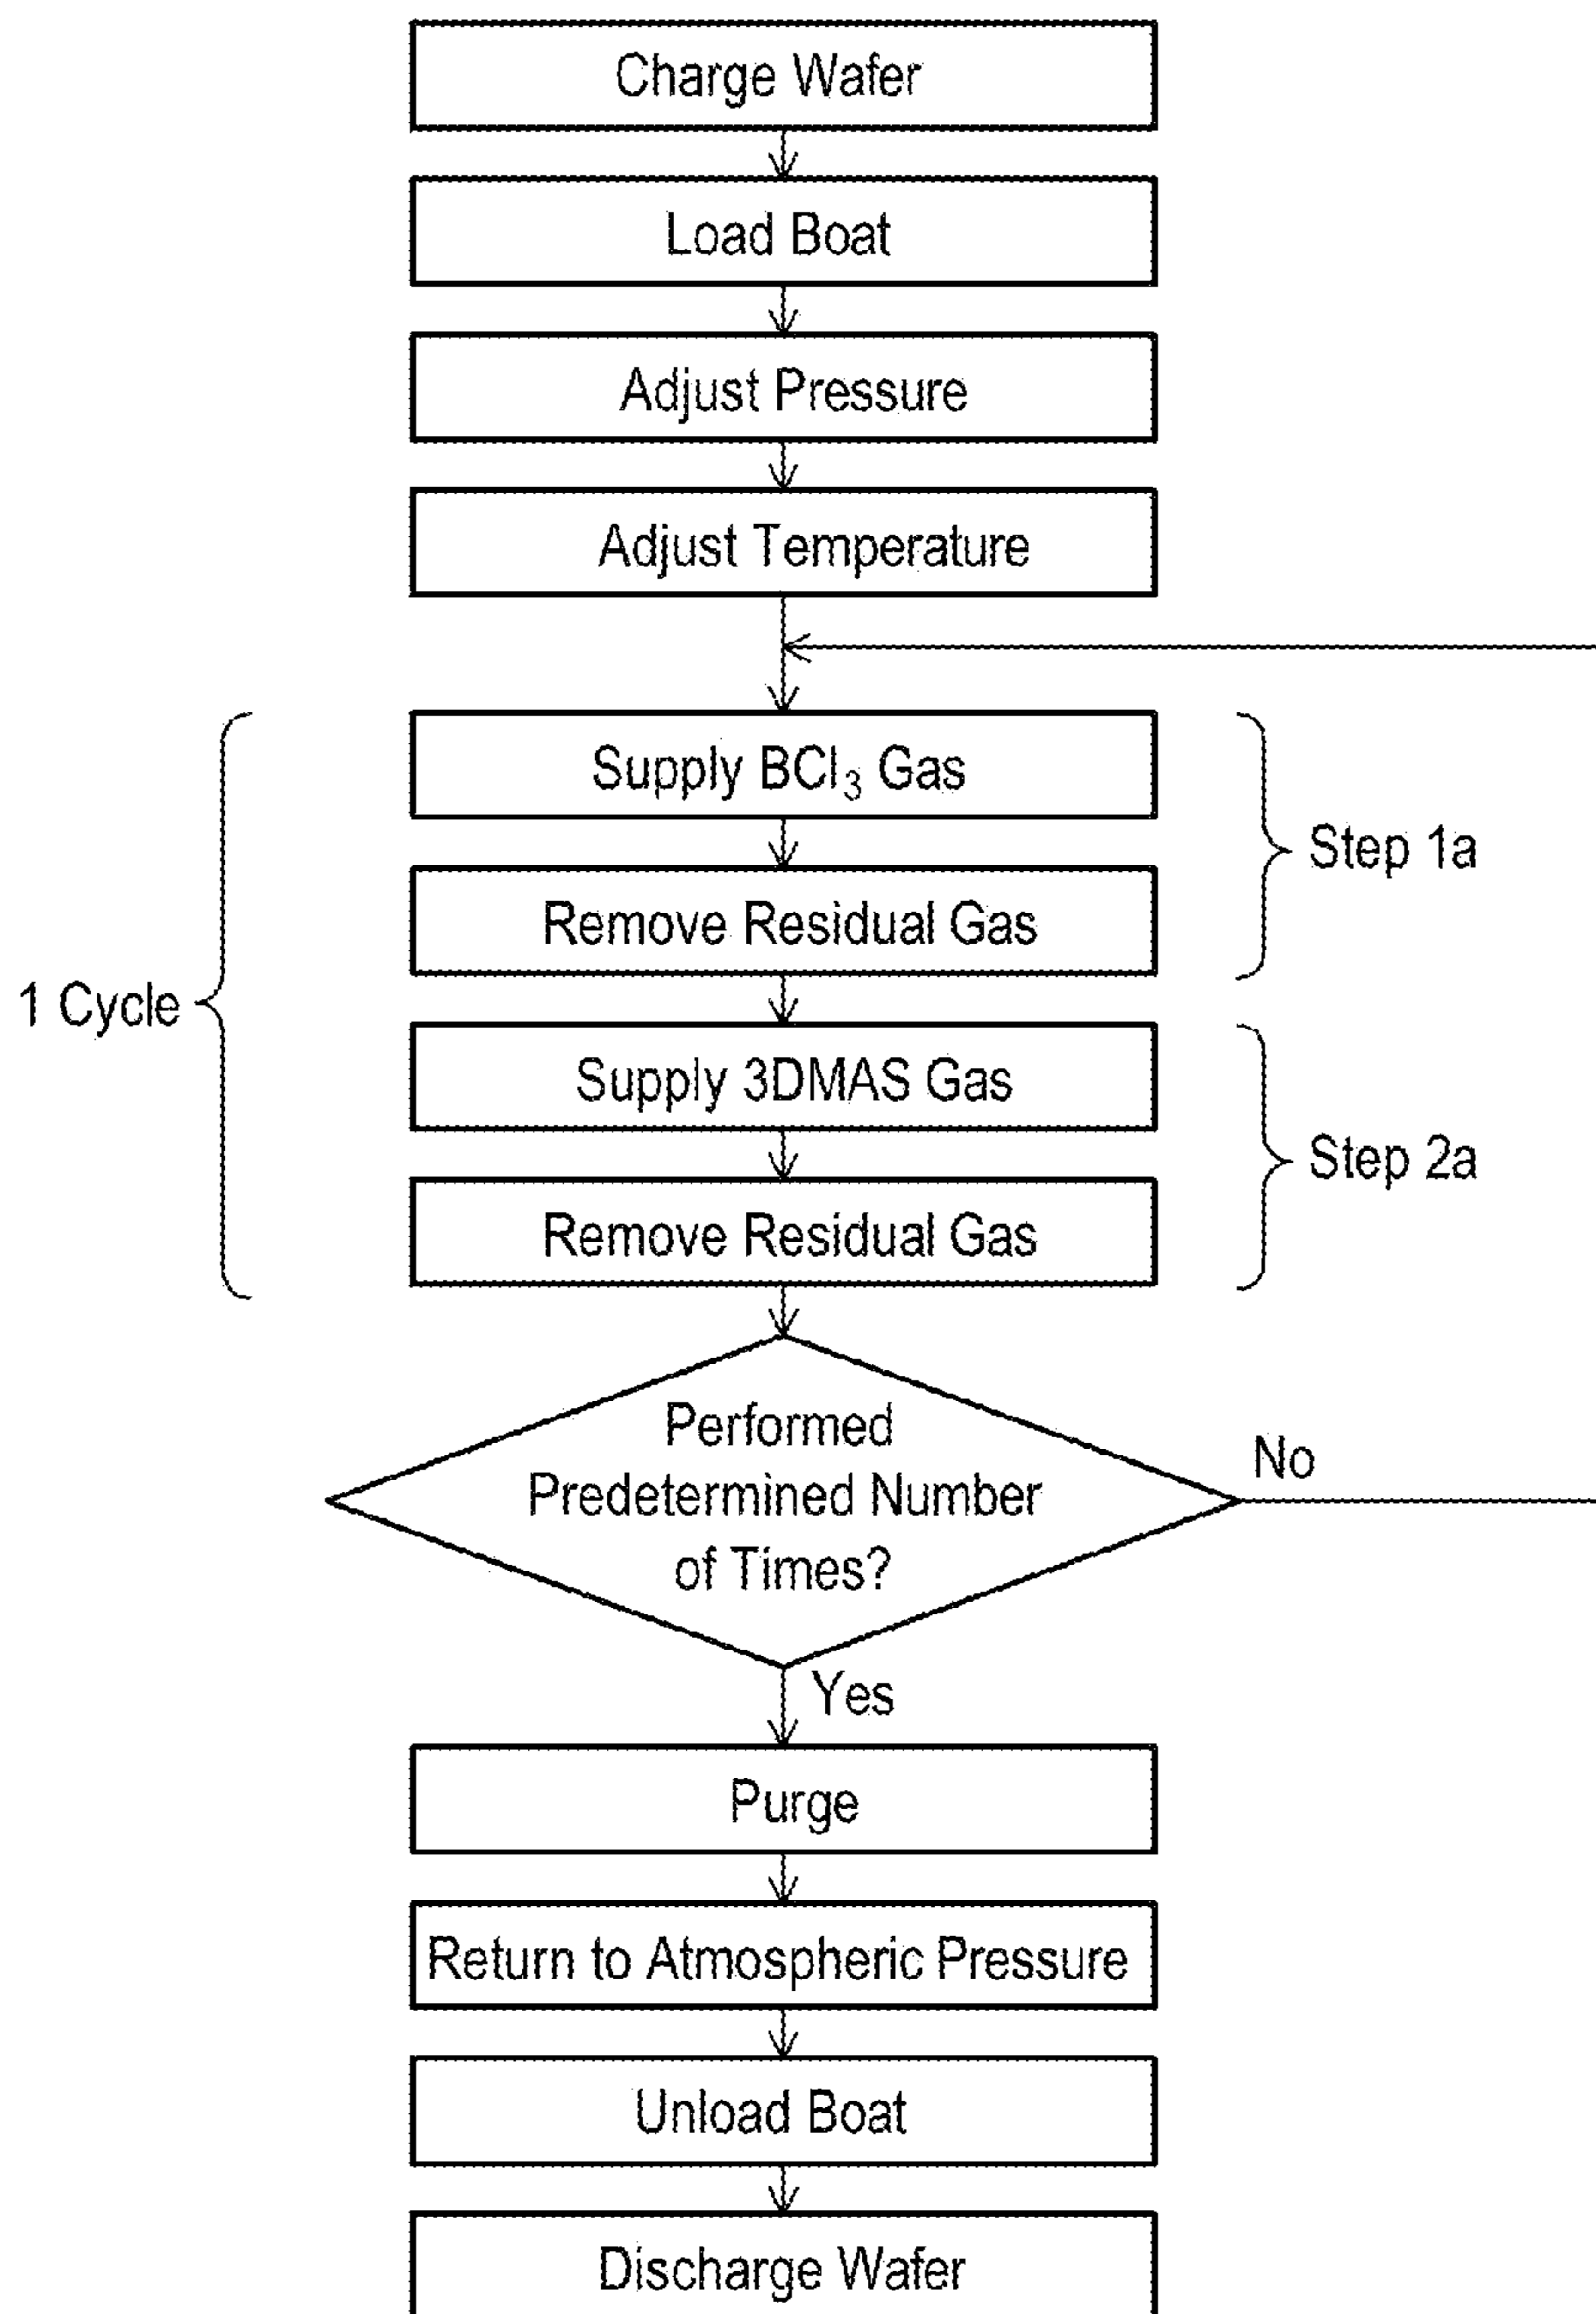 Charge Wafer
Load Boat
Adjust Pressure
Adjust Temperature
Supply BCl₃ Gas
Step 1a
Remove Residual Gas
1 Cycle
Supply 3DMAS Gas
Step 2a
Remove Residual Gas
Performed
Predetermined Number
of Times?
No
Yes
Purge
Return to Atmospheric Pressure
Unload Boat
Discharge Wafer